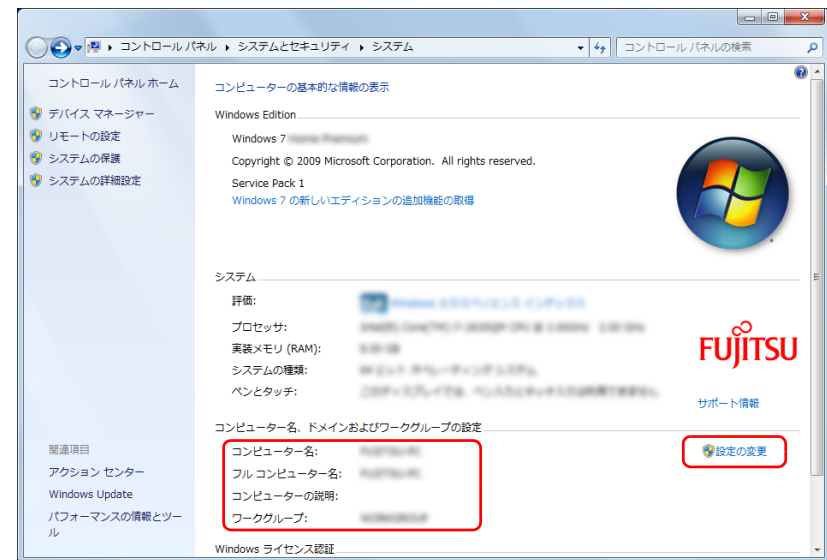 コントロール パネル ▸ システムとセキュリティ ▸ システム
コントロール パネルの検索
コントロール パネル ホーム
デバイス マネージャー
リモートの設定
システムの保護
システムの詳細設定
コンピューターの基本的な情報の表示
Windows Edition
Windows 7
Copyright © 2009 Microsoft Corporation. All rights reserved.
Service Pack 1
Windows 7 の新しいエディションの追加機能の取得
システム
評価:
プロセッサ:
実装メモリ (RAM):
システムの種類:
ペンとタッチ:
FUJITSU
サポート情報
コンピューター名、ドメインおよびワークグループの設定
コンピューター名:
フル コンピューター名:
コンピューターの説明:
ワークグループ:
設定の変更
関連項目
アクション センター
Windows Update
パフォーマンスの情報とツー
ル
Windows ライセンス認証